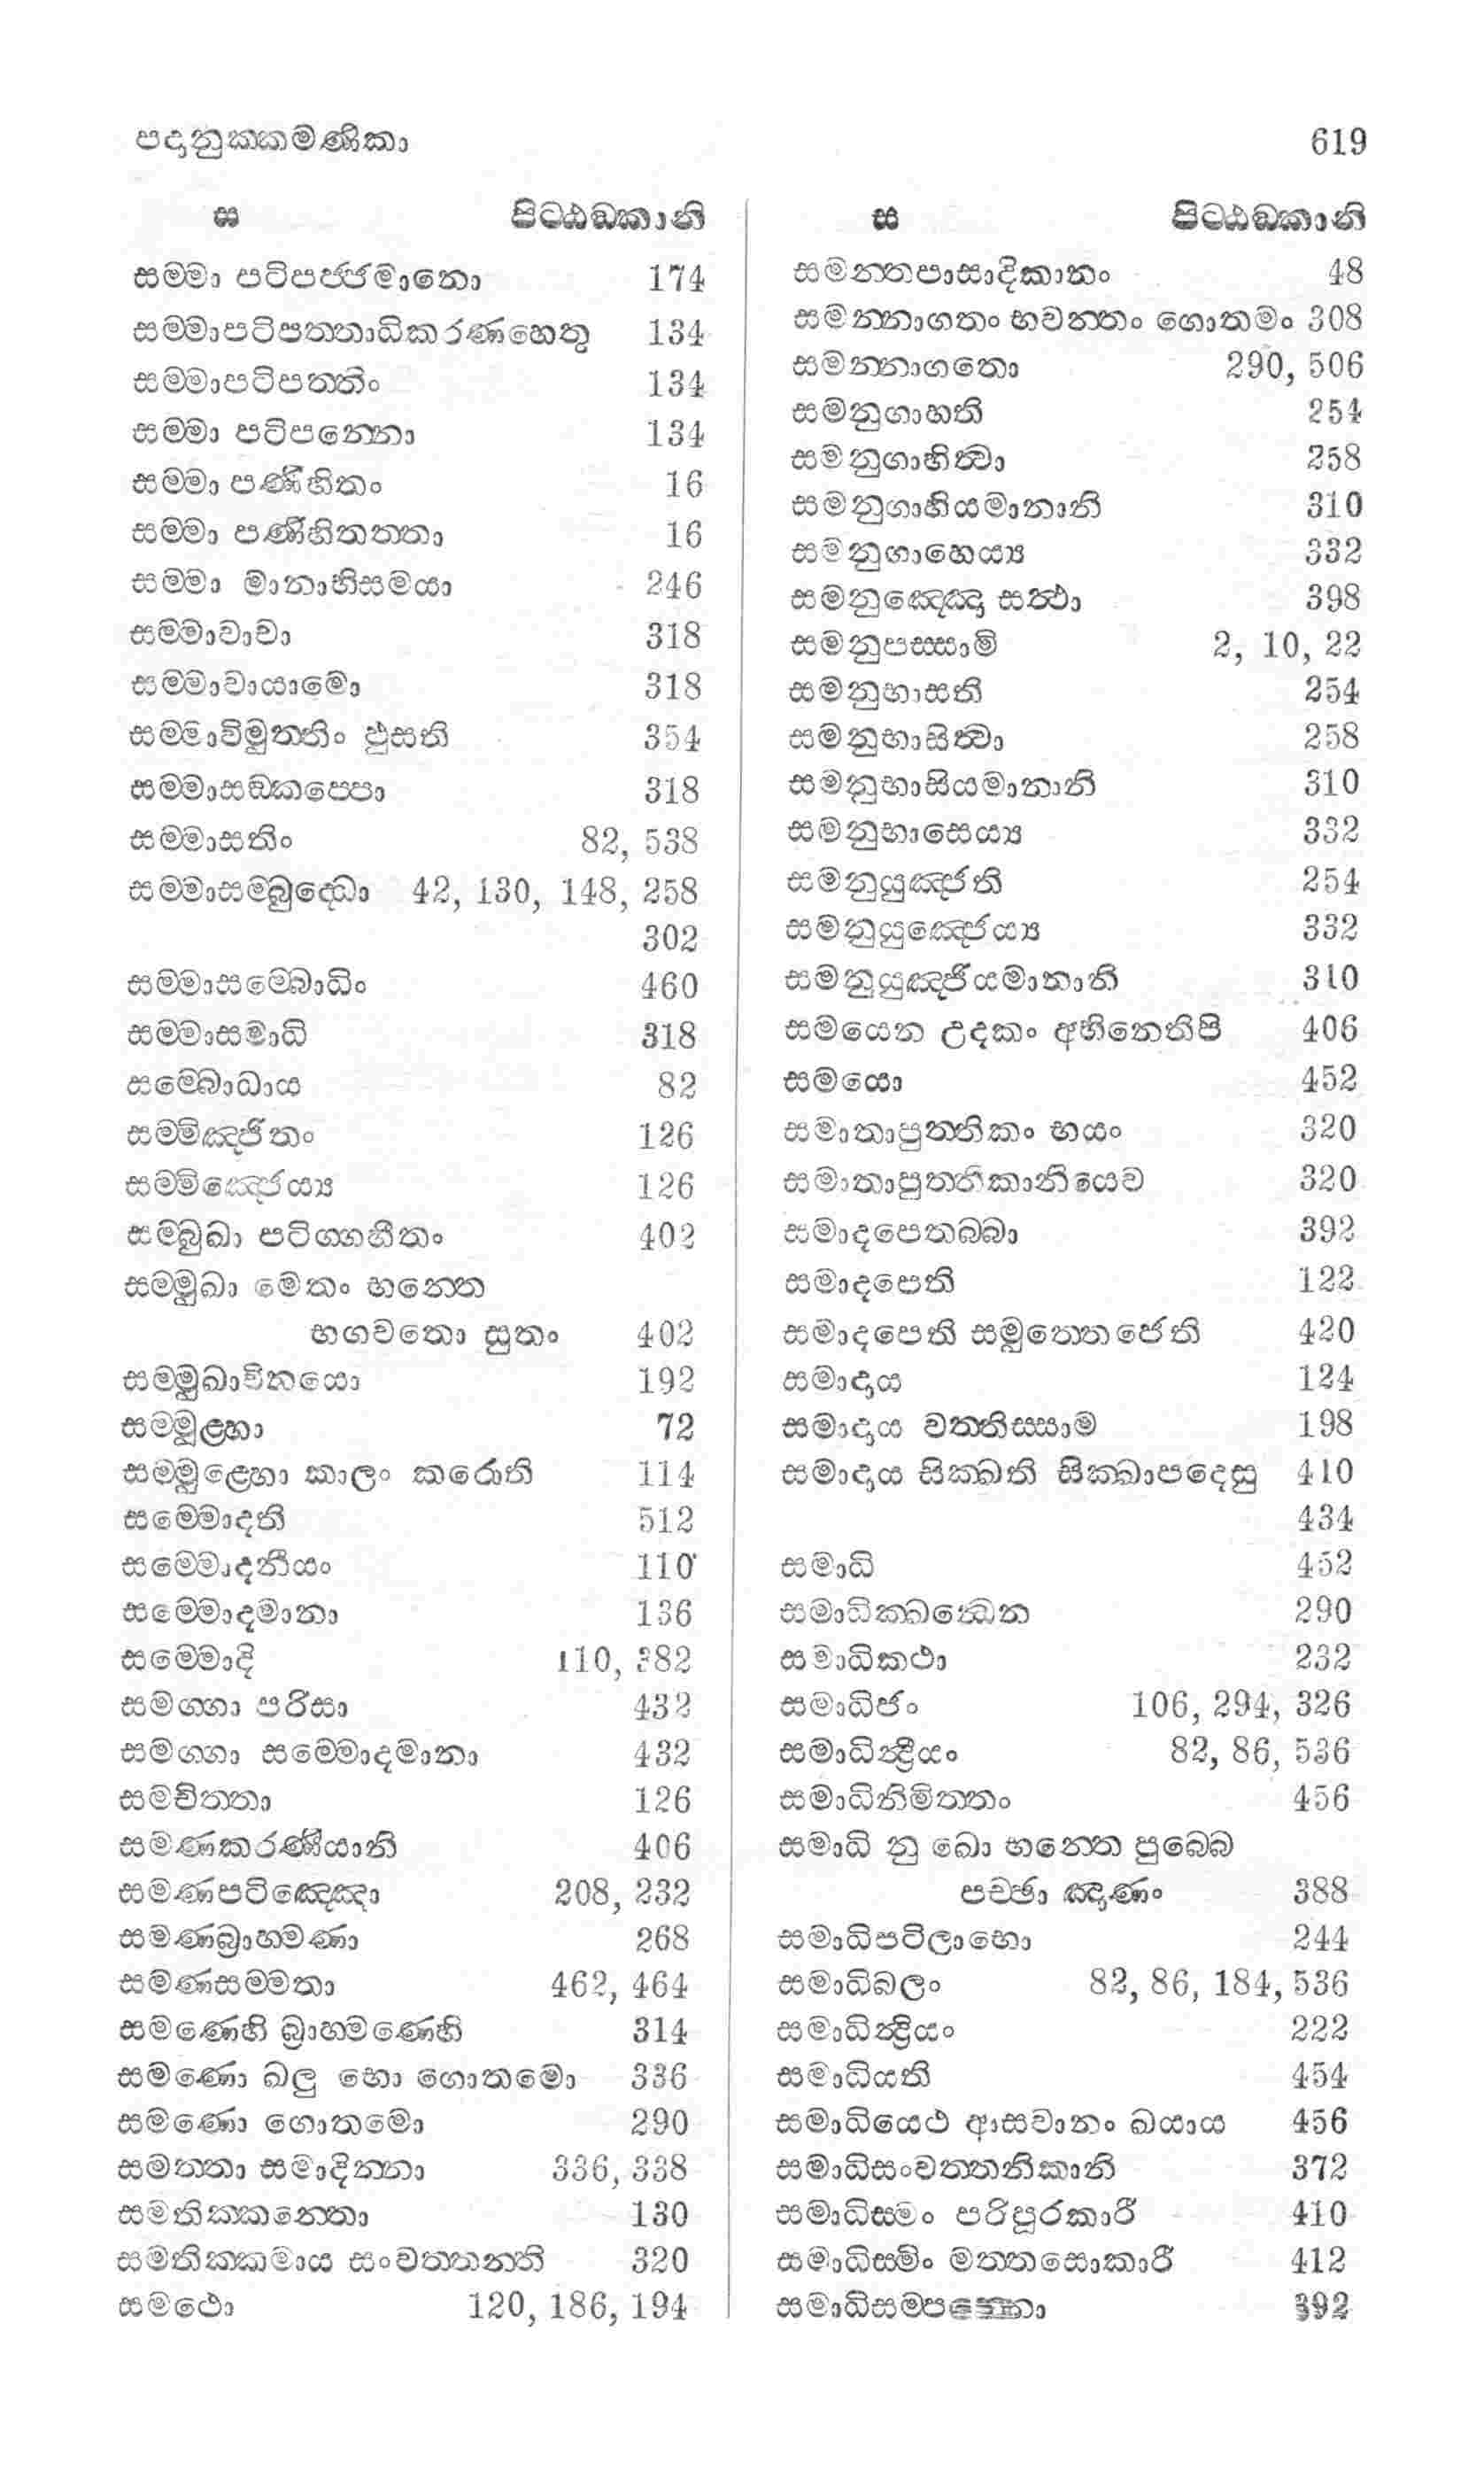 පදානුක්කමණිකා 619
ස පිට්ඨඞ්කානි
සම්මා පටිපජ්ජමානො 174
සම්මාපටිපත්තාධිකරණහෙතු 134
සම්මාපටිපත්තිං 134
සම්මා පටිපන්නො 134
සම්මා පණිහිතං 16
සම්මා පණිහිතත්තා 16
සම්මා මානාභිසමයා 246
සම්මාවාචා 318
සම්මාවායාමො 318
සම්මාවිමුත්තිං ඵුසති 354
සම්මාසඞ්කප්පො 318
සම්මාසතිං 82, 538
සම්මාසම්බුද්ධො 42, 130, 148, 258
302
සම්මාසම්බොධිං 460
සම්මාසමාධි 318
සම්බොධාය 82
සම්මිඤ්ජිතං 126
සම්මිඤ්ජෙය්‍ය 126
සම්බුඛා පටිග්ගහීතං 402
සම්මුඛා මෙතං භන්තෙ
භගවතො සුතං 402
සම්මුඛාවිනයො 192
සම්මූළ්හා 72
සම්මූළ්හො කාලං කරොති 114
සම්මොදති 512
සම්මොදනීයං 110
සම්මොදමානා 136
සම්මොදි 110, 382
සමග්ගා පරිසා 432
සමග්ගා සම්මොදමානා 432
සමචිත්තා 126
සමණකරණීයානි 406
සමණපටිඤ්ඤො 208, 232
සමණබ්‍රාහ්මණා 268
සමණසම්මතා 462, 464
සමණෙහි බ්‍රාහ්මණෙහි 314
සමණො ඛලු භො ගොතමො 336
සමණො ගොතමො 290
සමත්තා සමාදින්නා 336, 338
සමතික්කන්තො 130
සමතික්කමාය සංවත්තන්ති 320
සමථො 120, 186, 194
ස පිට්ඨඞ්කානි
සමන්තපාසාදිකානං 48
සමන්නාගතං භවන්තං ගොතමං 308
සමන්නාගතො 290, 506
සමනුගාහති 254
සමනුගාහිත්‍වා 258
සමනුගාහියමානානි 310
සමනුගාහෙය්‍ය 332
සමනුඤ්ඤො සත්‍ථා 398
සමනුපස්සාමි 2, 10, 22
සමනුභාසති 254
සමනුභාසිත්‍වා 258
සමනුභාසියමානානි 310
සමනුභාසෙය්‍ය 332
සමනුයුඤ්ජති 254
සමනුයුඤ්ජෙය්‍ය 332
සමනුයුඤ්ජියමානානි 310
සමයෙන උදකං අභිනෙතිපි 406
සමයො 452
සමාතාපුත්තිකං භයං 320
සමාතාපුත්තිකානියෙව 320
සමාදපෙතබ්බා 392
සමාදපෙති 122
සමාදපෙති සමුත්තෙජෙති 420
සමාදාය 124
සමාදාය වත්තිස්සාම 198
සමාදාය සික්ඛති සික්ඛාපදෙසු 410
434
සමාධි 452
සමාධික්ඛන්‍ධෙන 290
සමාධිකථා 232
සමාධිජං 106, 294, 326
සමාධින්‍ද්‍රීයං 82, 86, 536
සමාධිනිමිත්තං 456
සමාධි නු ඛො භන්තෙ පුබ්බෙ
පච්ඡා ඤාණං 388
සමාධිපටිලාභො 244
සමාධිබලං 82, 86, 184, 536
සමාධින්‍ද්‍රියං 222
සමාධියති 454
සමාධියෙථ ආසවානං ඛයාය 456
සමාධිසංවත්තනිකානි 372
සමාධිස්මං පරිපූරකාරී 410
සමාධිස්මිං මත්තසොකාරී 412
සමාධිසම්පන්නො 392